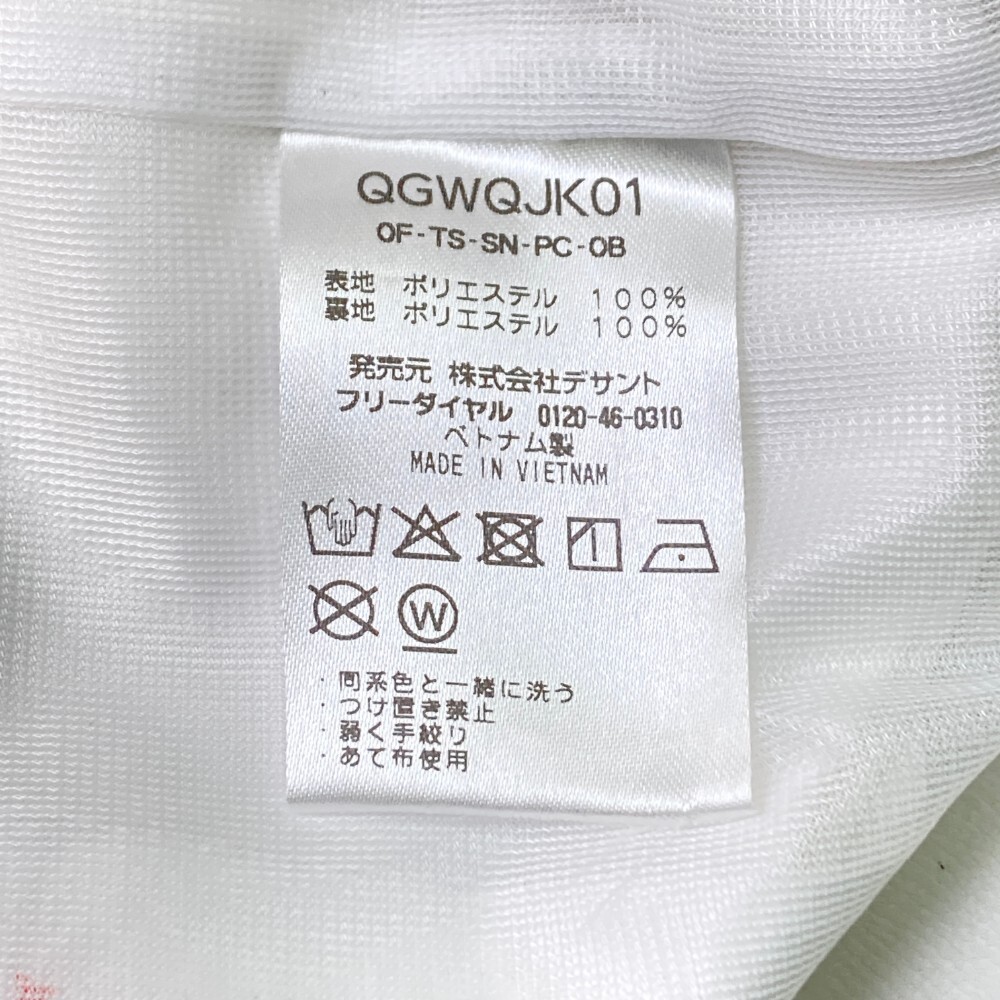 QGWQJK01
OF-TS-SN-PC-OB
表地 ポリエステル 100%
裏地 ポリエステル 100%
発売元 株式会社デサント
フリーダイヤル 0120-46-0310
ベトナム製
MADE IN VIETNAM
W
・同系色と一緒に洗う
・つけ置き禁止
・弱く手絞り
・あて布使用